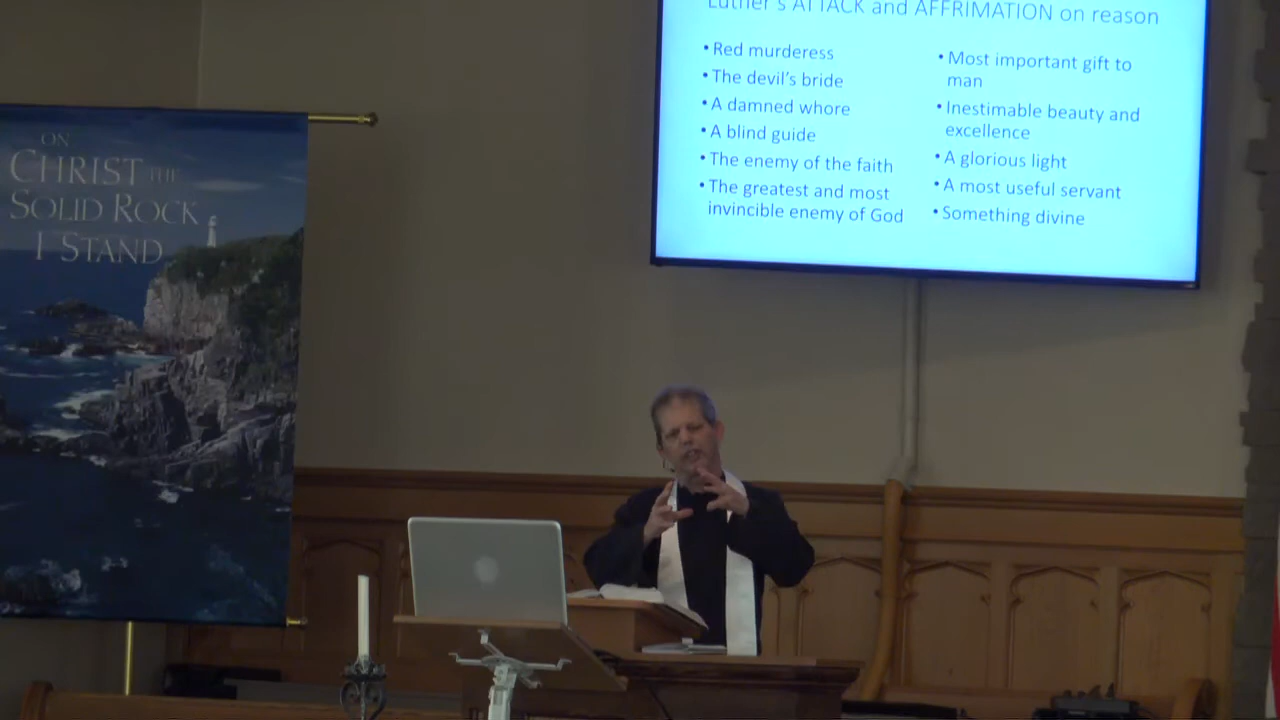 Luther's ATTACK and AFFRIMATION on reason
• Red murderess
• The devil's bride
• A damned whore
• A blind guide
• The enemy of the faith
• The greatest and most
invincible enemy of God
• Most important gift to
man
• Inestimable beauty and
excellence
• A glorious light
• A most useful servant
• Something divine
ON
CHRIST THE
SOLID ROCK
I STAND